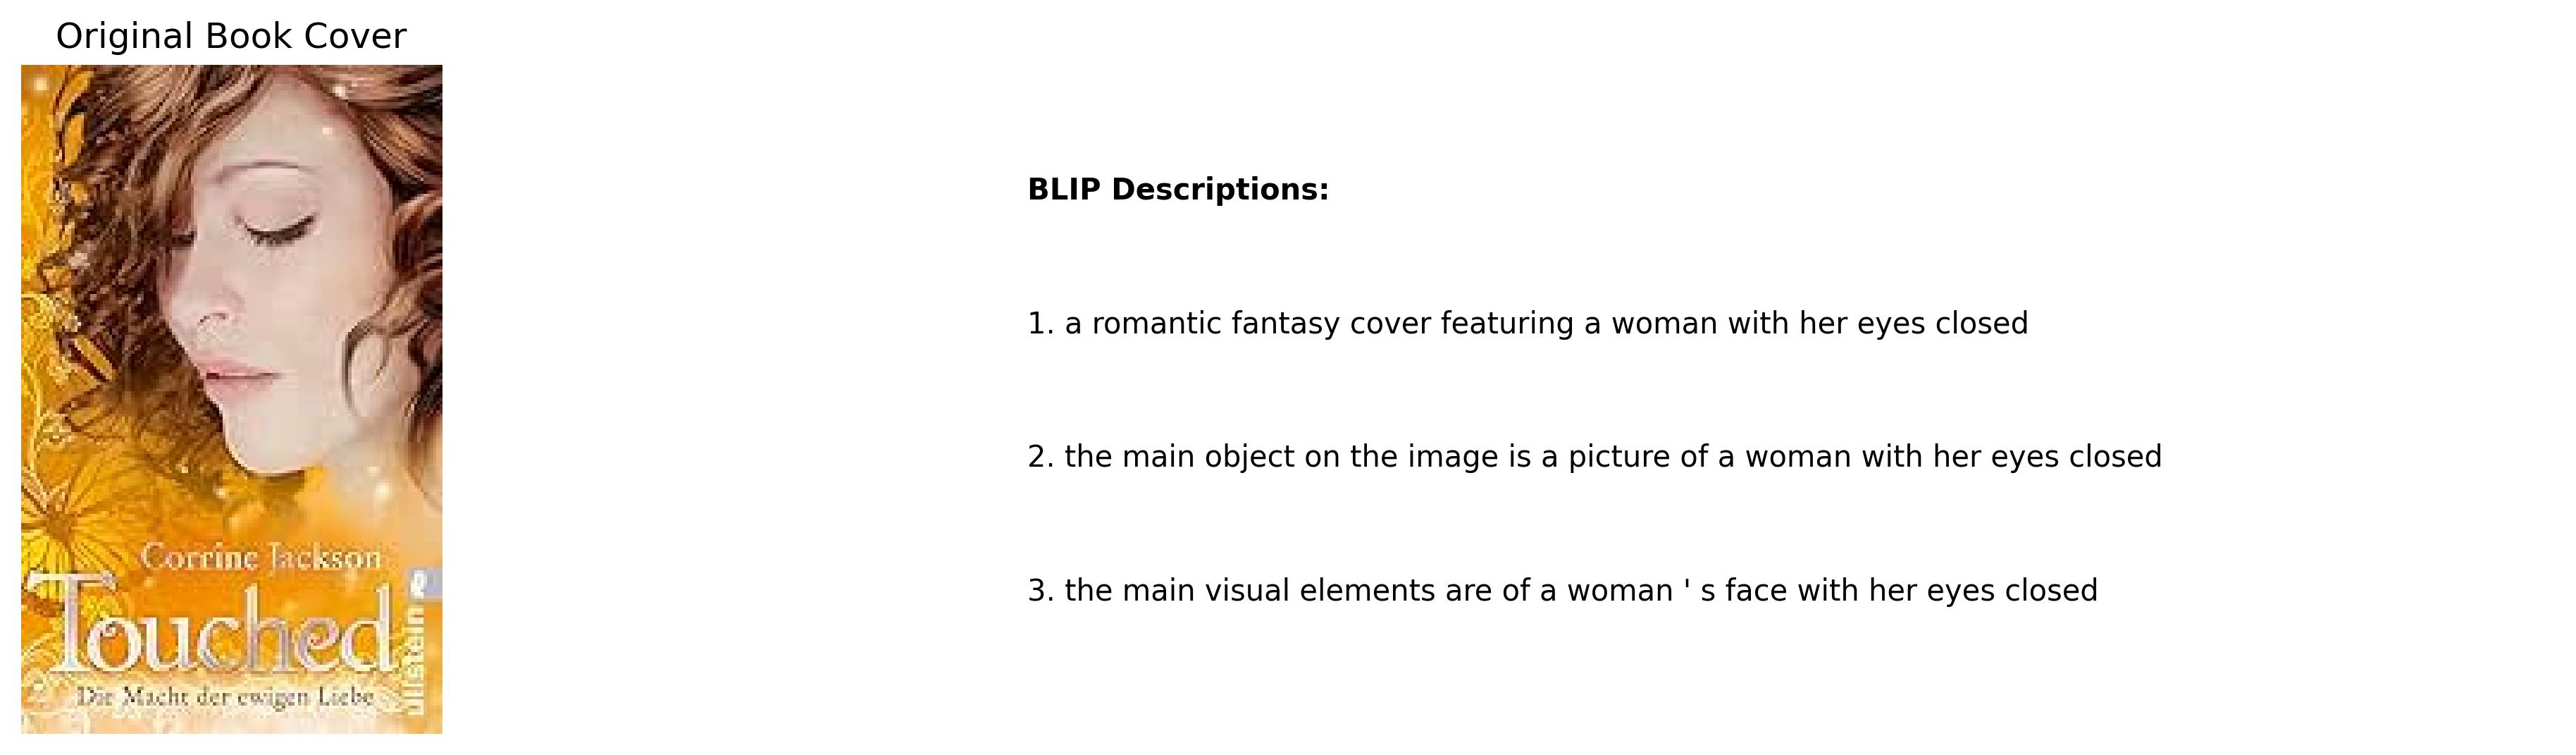 Original Book Cover
Corrine Jackson
Touched
Die Macht der ewigen Liebe
ullstein
BLIP Descriptions:
1. a romantic fantasy cover featuring a woman with her eyes closed
2. the main object on the image is a picture of a woman with her eyes closed
3. the main visual elements are of a woman ' s face with her eyes closed